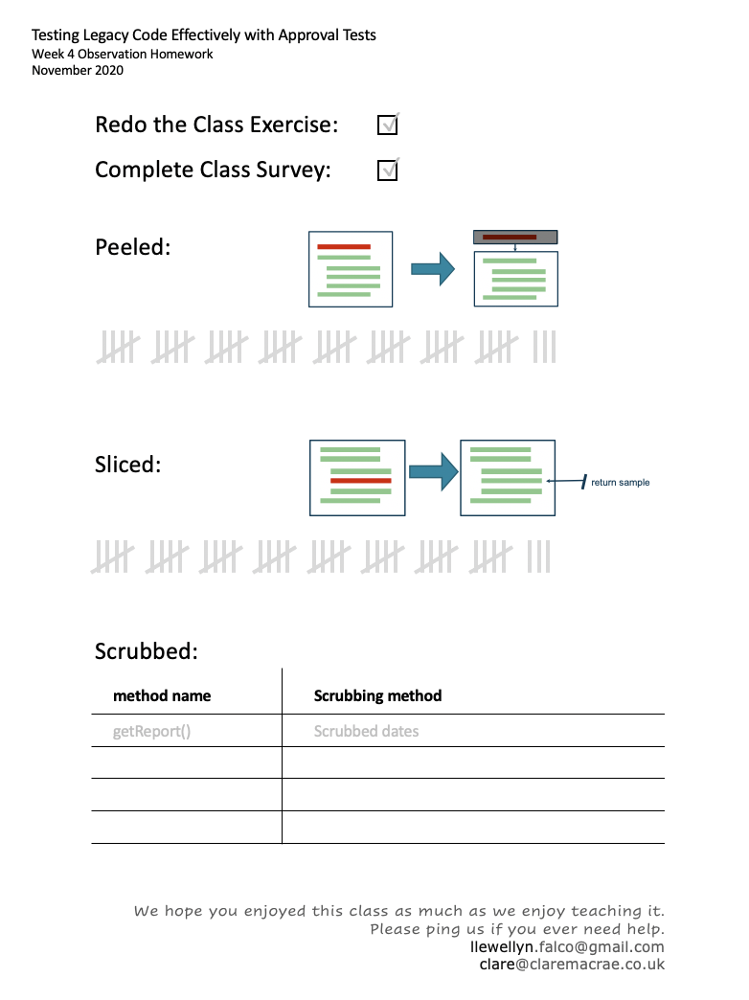 Testing Legacy Code Effectively with Approval Tests
Week 4 Observation Homework
November 2020
Redo the Class Exercise:
Complete Class Survey:
Peeled:
Sliced:
return sample
Scrubbed:
method name Scrubbing method
getReport() Scrubbed dates
We hope you enjoyed this class as much as we enjoy teaching it.
Please ping us if you ever need help.
llewellyn.falco@gmail.com
clare@claremacrae.co.uk